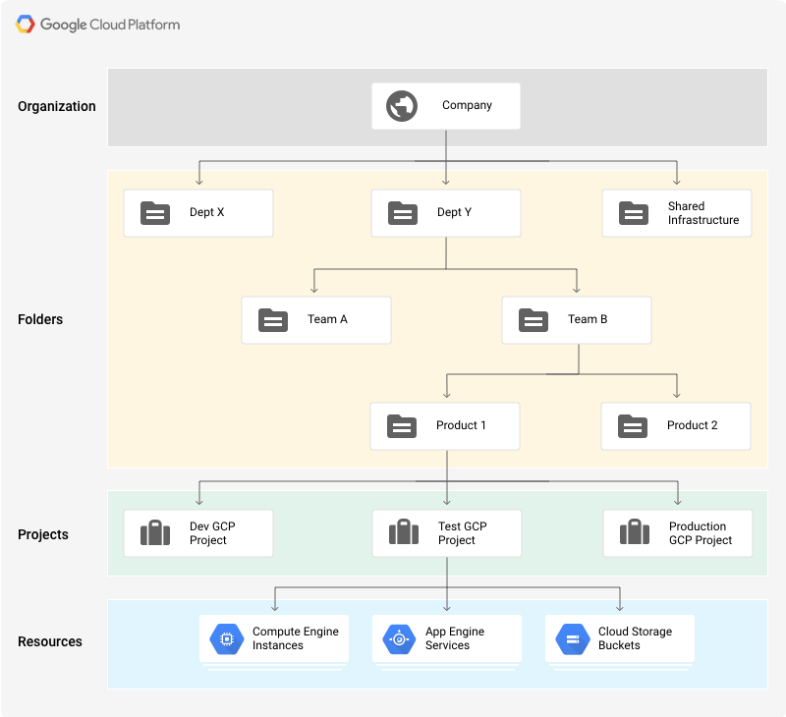 Google Cloud Platform
Organization
Company
Dept X
Dept Y
Shared
Infrastructure
Folders
Team A
Team B
Product 1
Product 2
Projects
Dev GCP
Project
Test GCP
Project
Production
GCP Project
Resources
Compute Engine
Instances
App Engine
Services
Cloud Storage
Buckets